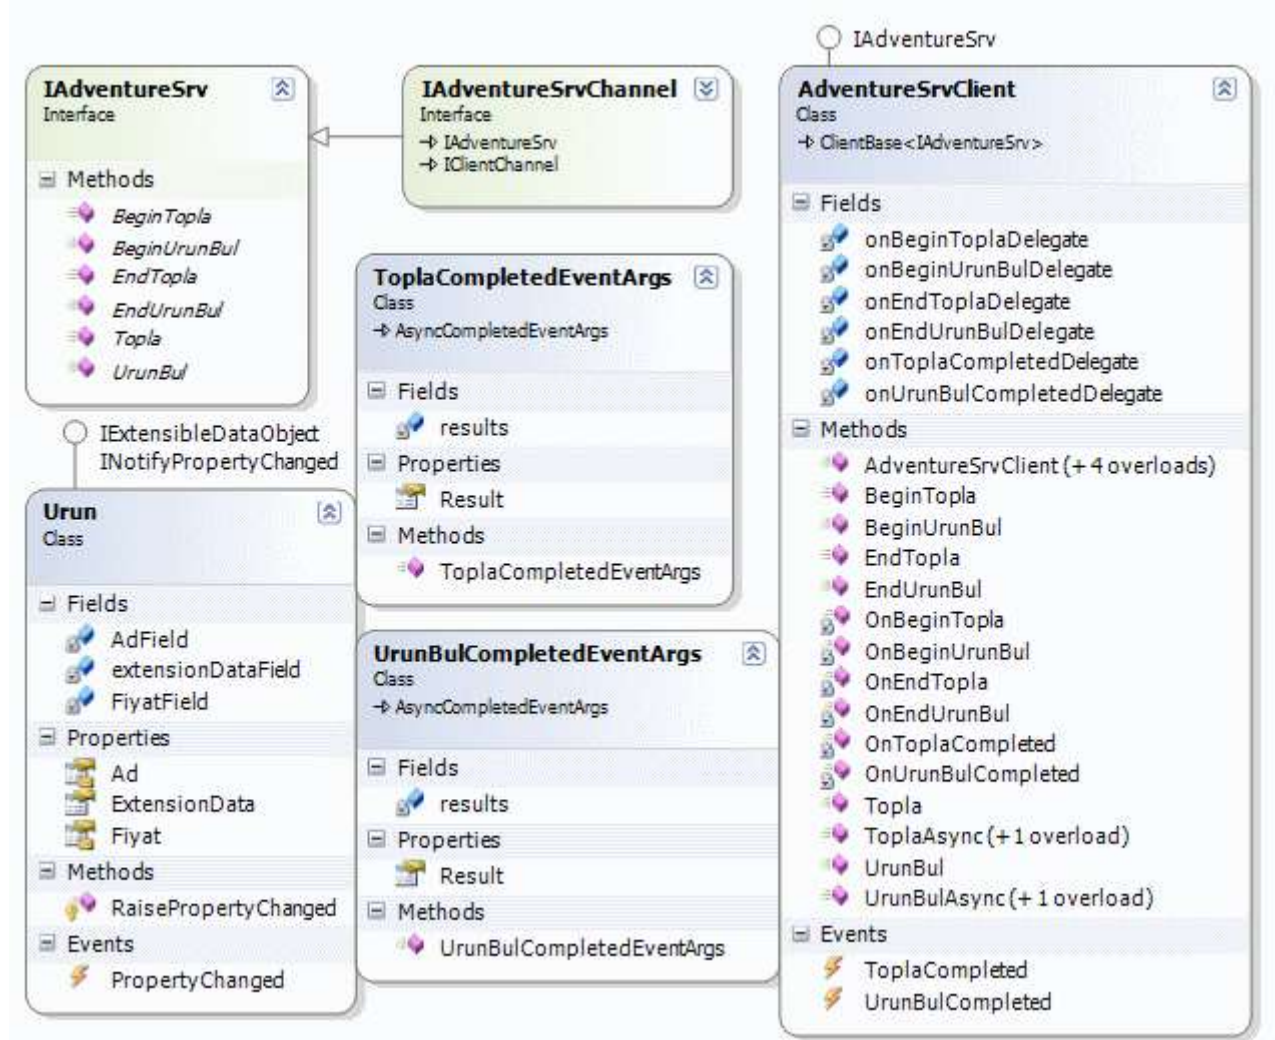 IAdventureSrv
Interface
Methods
BeginTopla
BeginUrunBul
EndTopla
EndUrunBul
Topla
UrunBul
IAdventureSrvChannel
Interface
IAdventureSrv
IClientChannel
ToplaCompletedEventArgs
Class
AsyncCompletedEventArgs
Fields
results
Properties
Result
Methods
ToplaCompletedEventArgs
IExtensibleDataObject
INotifyPropertyChanged
Urun
Class
Fields
AdField
extensionDataField
FiyatField
Properties
Ad
ExtensionData
Fiyat
Methods
RaisePropertyChanged
Events
PropertyChanged
UrunBulCompletedEventArgs
Class
AsyncCompletedEventArgs
Fields
results
Properties
Result
Methods
UrunBulCompletedEventArgs
IAdventureSrv
AdventureSrvClient
Class
ClientBase<IAdventureSrv>
Fields
onBeginToplaDelegate
onBeginUrunBulDelegate
onEndToplaDelegate
onEndUrunBulDelegate
onToplaCompletedDelegate
onUrunBulCompletedDelegate
Methods
AdventureSrvClient (+ 4 overloads)
BeginTopla
BeginUrunBul
EndTopla
EndUrunBul
OnBeginTopla
OnBeginUrunBul
OnEndTopla
OnEndUrunBul
OnToplaCompleted
OnUrunBulCompleted
Topla
ToplaAsync (+ 1 overload)
UrunBul
UrunBulAsync (+ 1 overload)
Events
ToplaCompleted
UrunBulCompleted